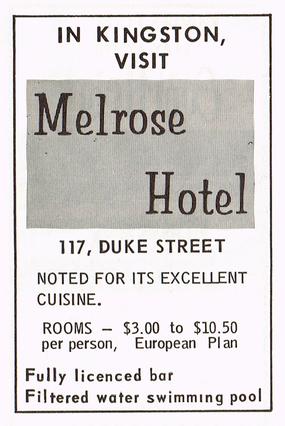 IN KINGSTON,
VISIT
Melrose
Hotel
117, DUKE STREET
NOTED FOR ITS EXCELLENT
CUISINE.
ROOMS – $3.00 to $10.50
per person, European Plan
Fully licenced bar
Filtered water swimming pool